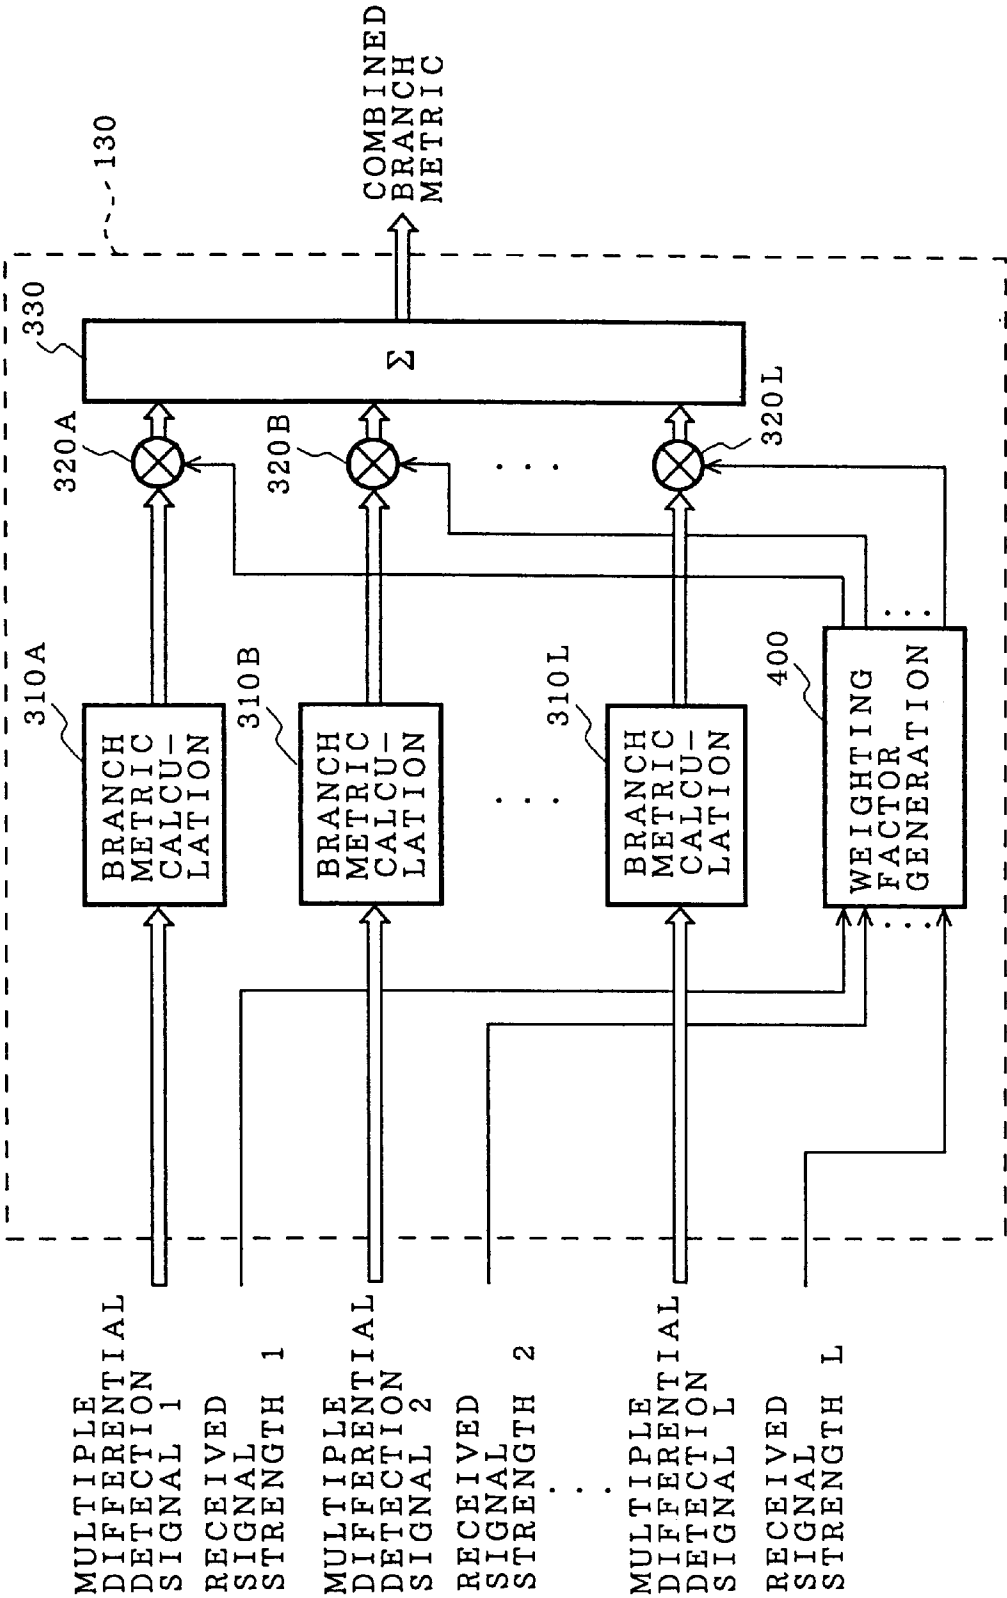 MULTIPLE
DIFFERENTIAL
DETECTION
SIGNAL 1
RECEIVED
SIGNAL
STRENGTH 1
MULTIPLE
DIFFERENTIAL
DETECTION
SIGNAL 2
RECEIVED
SIGNAL
STRENGTH 2
. . .
MULTIPLE
DIFFERENTIAL
DETECTION
SIGNAL L
RECEIVED
SIGNAL
STRENGTH L
310A
BRANCH
METRIC
CALCU-
LATION
310B
BRANCH
METRIC
CALCU-
LATION
. . .
310L
BRANCH
METRIC
CALCU-
LATION
400
WEIGHTING
FACTOR
GENERATION
. . .
. . .
320A
320B
. . .
320L
330
Σ
130
COMBINED
BRANCH
METRIC